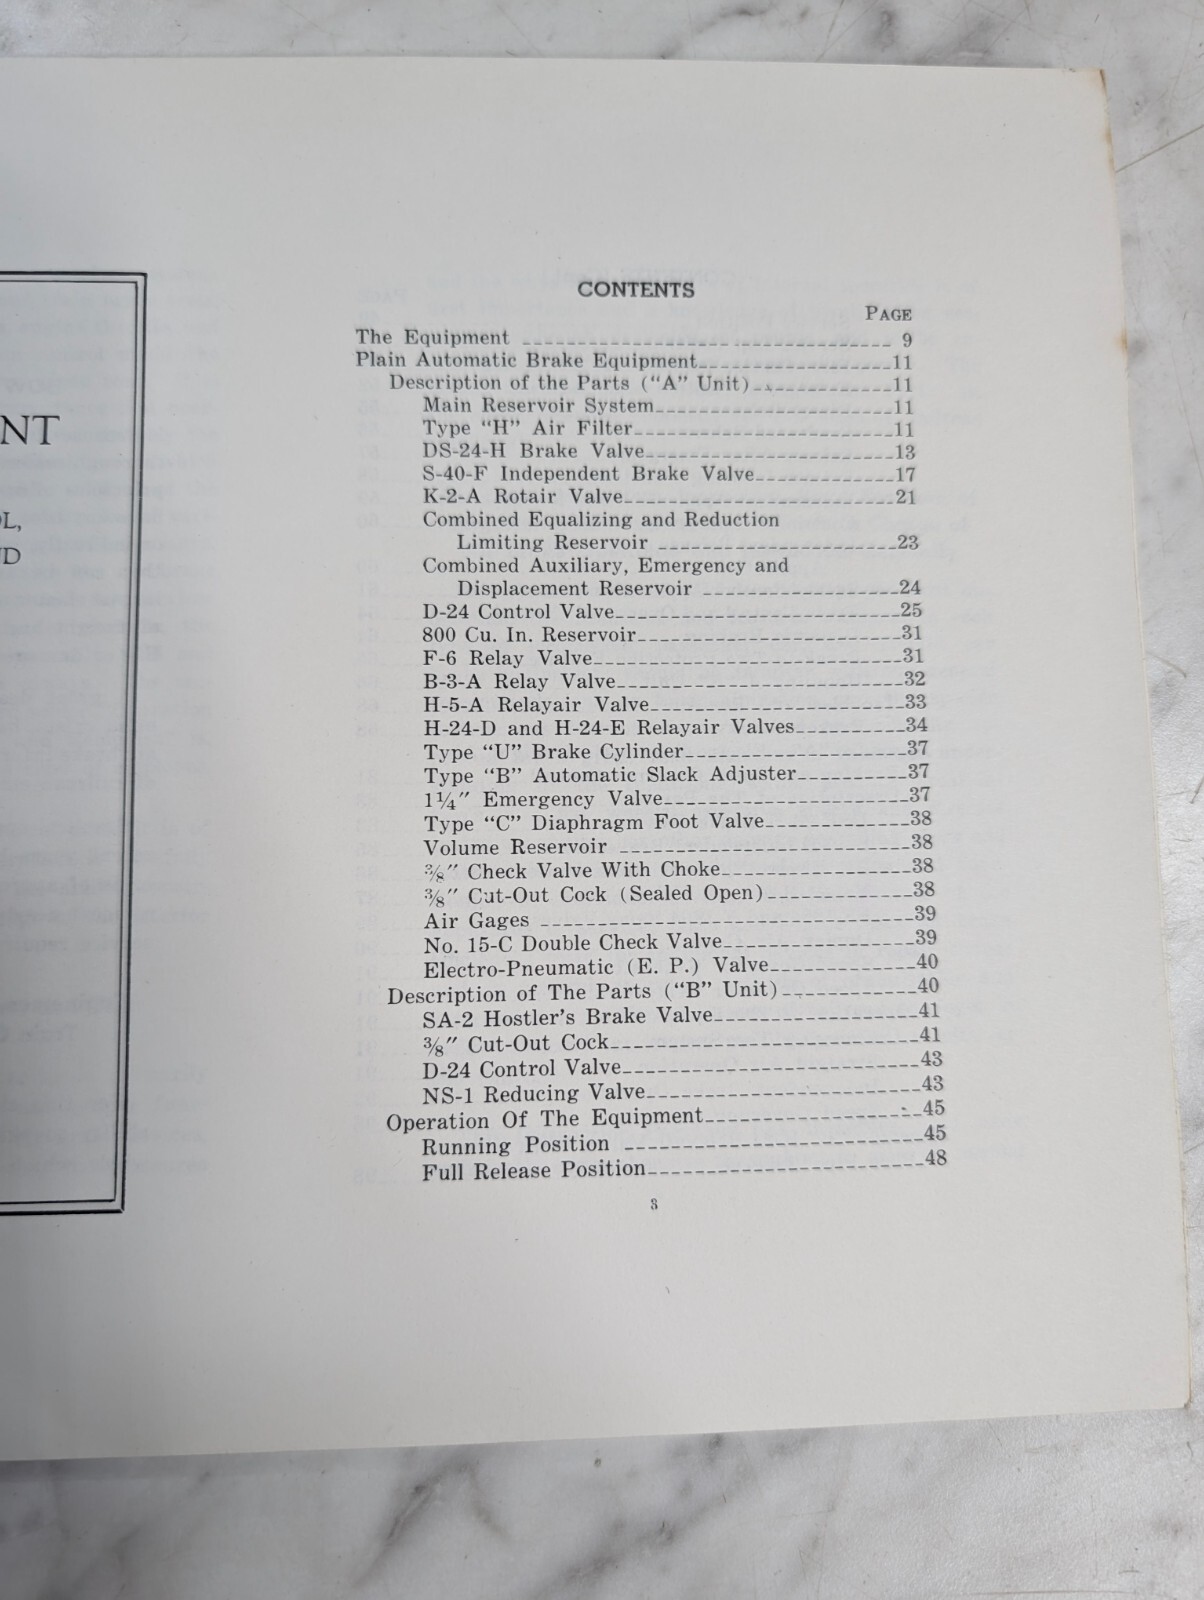 NT
OL,
ND
CONTENTS
PAGE
The Equipment 9
Plain Automatic Brake Equipment 11
Description of the Parts ("A" Unit) 11
Main Reservoir System 11
Type "H" Air Filter 11
DS-24-H Brake Valve 13
S-40-F Independent Brake Valve 17
K-2-A Rotair Valve 21
Combined Equalizing and Reduction
Limiting Reservoir 23
Combined Auxiliary, Emergency and
Displacement Reservoir 24
D-24 Control Valve 25
800 Cu. In. Reservoir 31
F-6 Relay Valve 31
B-3-A Relay Valve 32
H-5-A Relayair Valve 33
H-24-D and H-24-E Relayair Valves 34
Type "U" Brake Cylinder 37
Type "B" Automatic Slack Adjuster 37
1¼" Emergency Valve 37
Type "C" Diaphragm Foot Valve 38
Volume Reservoir 38
⅜" Check Valve With Choke 38
⅜" Cut-Out Cock (Sealed Open) 38
Air Gages 39
No. 15-C Double Check Valve 39
Electro-Pneumatic (E. P.) Valve 40
Description of The Parts ("B" Unit) 40
SA-2 Hostler's Brake Valve 41
⅜" Cut-Out Cock 41
D-24 Control Valve 43
NS-1 Reducing Valve 43
Operation Of The Equipment 45
Running Position 45
Full Release Position 48
3